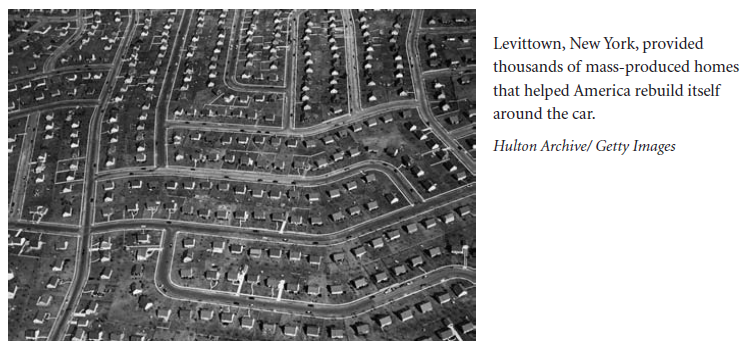 Levittown, New York, provided
thousands of mass-produced homes
that helped America rebuild itself
around the car.
Hulton Archive/ Getty Images